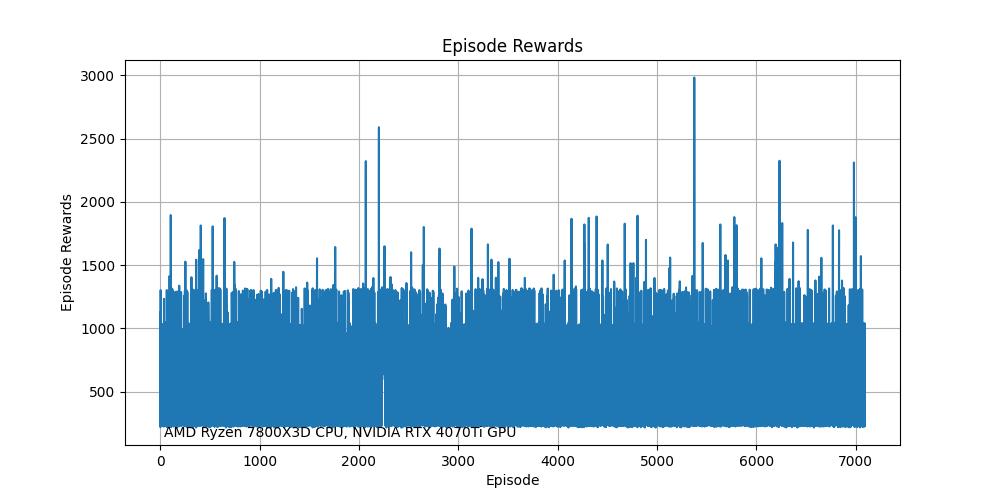 Episode Rewards
3000
2500
2000
1500
1000
500
Episode Rewards
AMD Ryzen 7800X3D CPU, NVIDIA RTX 4070Ti GPU
0 1000 2000 3000 4000 5000 6000 7000
Episode